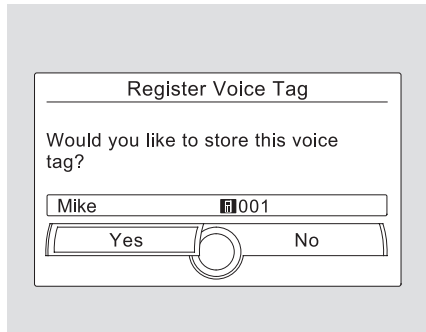 Register Voice Tag
Would you like to store this voice
tag?
Mike 001
Yes No